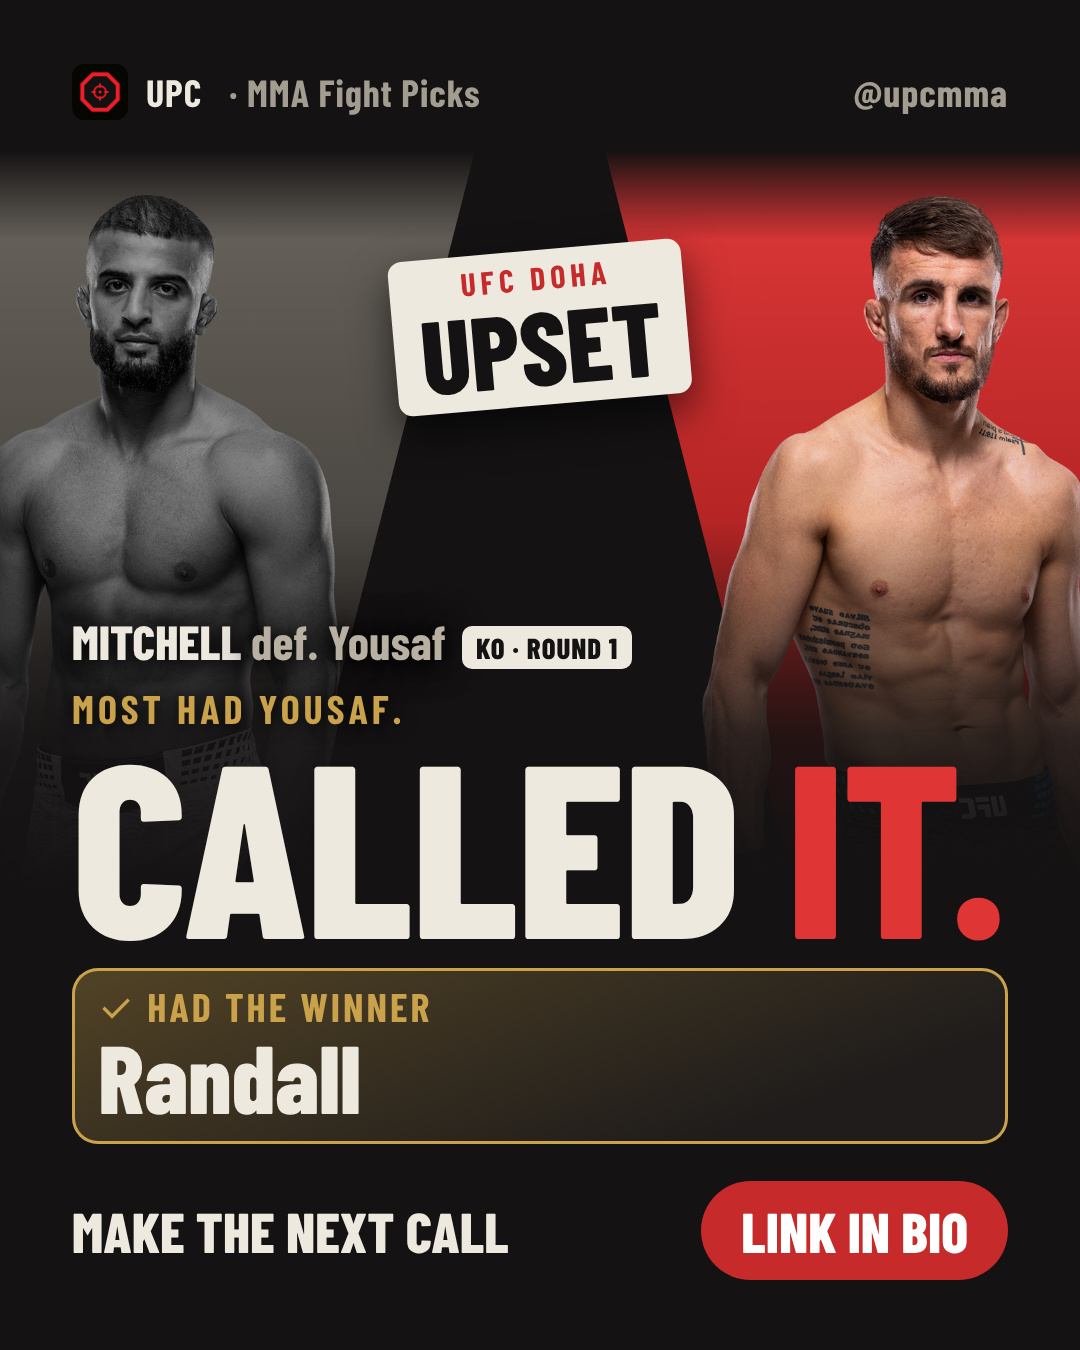 UPC · MMA Fight Picks
@upcmma
UFC DOHA
UPSET
MITCHELL def. Yousaf KO · ROUND 1
MOST HAD YOUSAF.
CALLED IT.
✓ HAD THE WINNER
Randall
MAKE THE NEXT CALL
LINK IN BIO